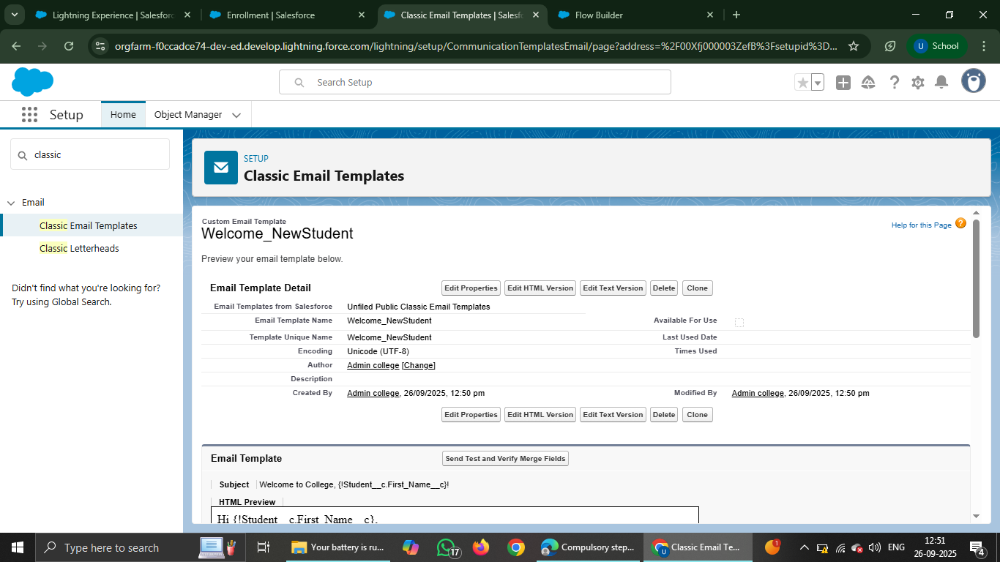 Lightning Experience | Salesforc
Enrollment | Salesforce
Classic Email Templates | Salesf
Flow Builder
orgfarm-f0ccadce74-dev-ed.develop.lightning.force.com/lightning/setup/CommunicationTemplatesEmail/page?address=%2F00Xfj000003ZefB%3Fsetupid%3D...
U School
Search Setup
Setup
Home
Object Manager
classic
Email
Classic Email Templates
Classic Letterheads
Didn't find what you're looking for?
Try using Global Search.
SETUP
Classic Email Templates
Custom Email Template
Welcome_NewStudent
Help for this Page ?
Preview your email template below.
Email Template Detail
Edit Properties Edit HTML Version Edit Text Version Delete Clone
Email Templates from Salesforce Unfiled Public Classic Email Templates
Email Template Name Welcome_NewStudent Available For Use
Template Unique Name Welcome_NewStudent Last Used Date
Encoding Unicode (UTF-8) Times Used
Author Admin college [Change]
Description
Created By Admin college, 26/09/2025, 12:50 pm Modified By Admin college, 26/09/2025, 12:50 pm
Edit Properties Edit HTML Version Edit Text Version Delete Clone
Email Template Send Test and Verify Merge Fields
Subject Welcome to College, {!Student__c.First_Name__c}!
HTML Preview
Hi {!Student__c.First_Name__c},
Type here to search
Your battery is ru...
17
Compulsory step...
U
Classic Email Te...
1
ENG
12:51
26-09-2025
4